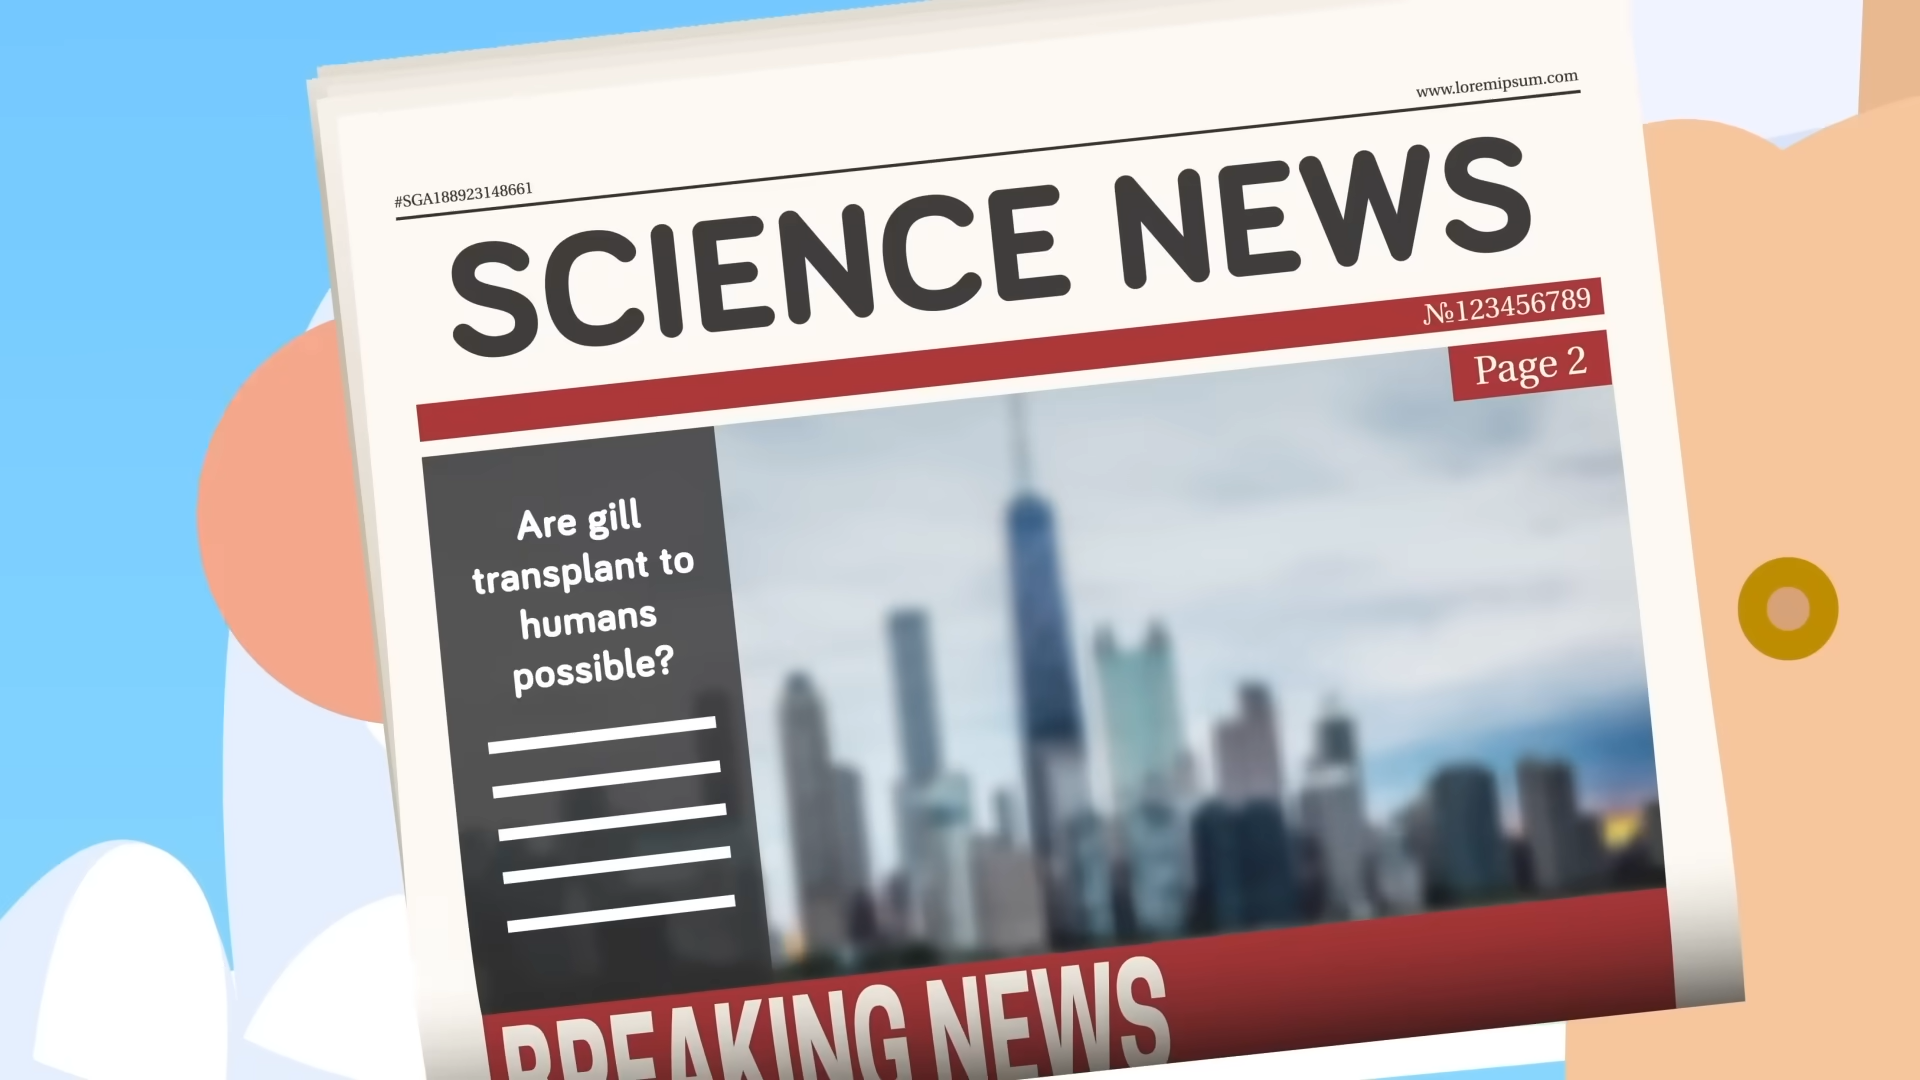 www.loremipsum.com
#SGA188923148661
SCIENCE NEWS
№123456789
Page 2
Are gill
transplant to
humans
possible?
BREAKING NEWS